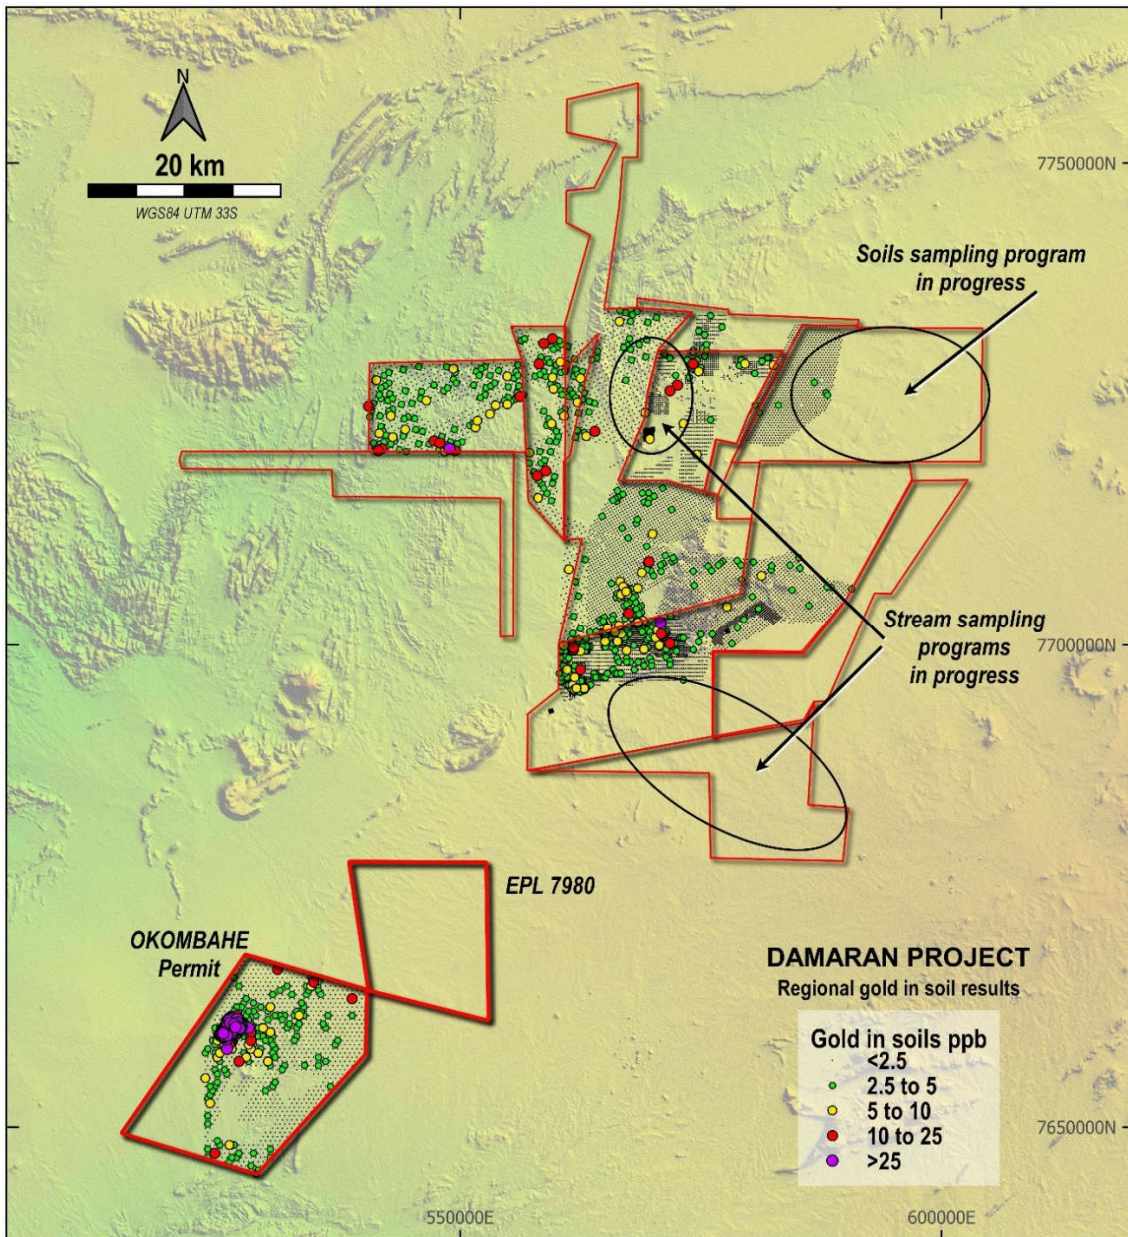 N
20 km
WGS84 UTM 33S
7750000N
Soils sampling program
in progress
Stream sampling
programs
in progress
7700000N
EPL 7980
OKOMBAHE
Permit
DAMARAN PROJECT
Regional gold in soil results
Gold in soils ppb
<2.5
2.5 to 5
5 to 10
10 to 25
>25
7650000N
550000E
600000E